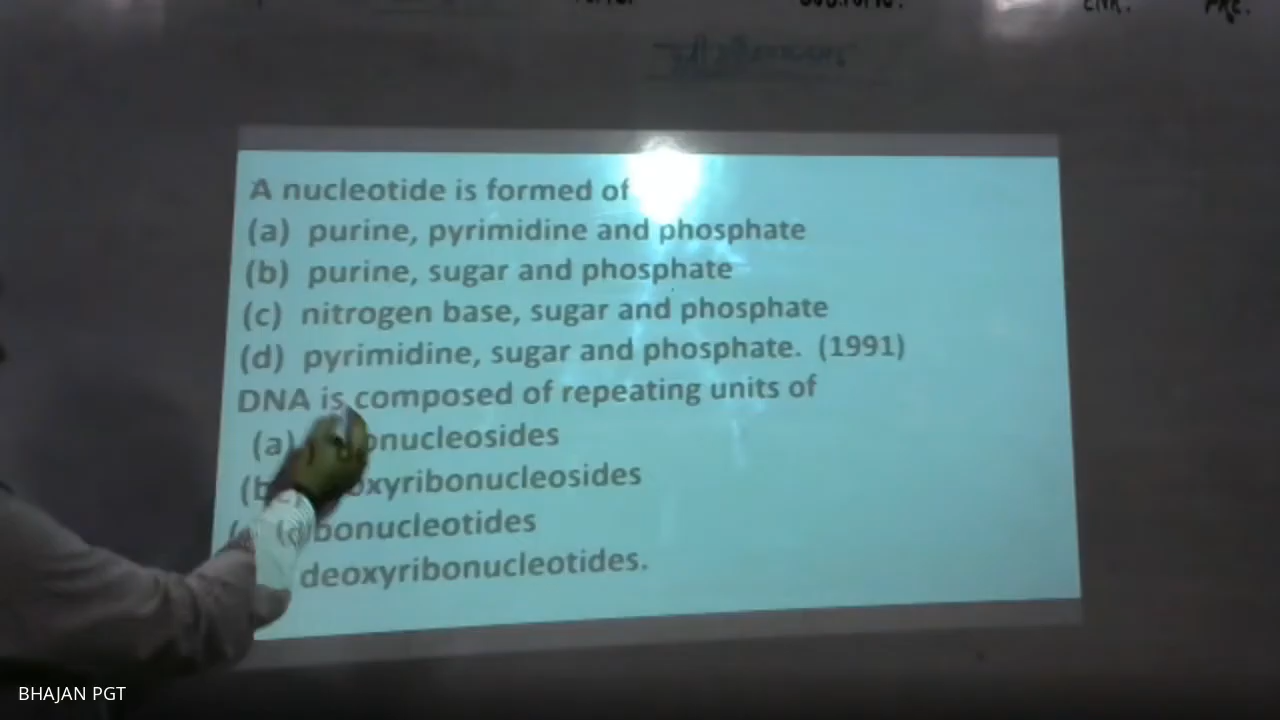 A nucleotide is formed of
(a) purine, pyrimidine and phosphate
(b) purine, sugar and phosphate
(c) nitrogen base, sugar and phosphate
(d) pyrimidine, sugar and phosphate. (1991)
DNA is composed of repeating units of
(a) onucleosides
(b oxyribonucleosides
bonucleotides
deoxyribonucleotides.
BHAJAN PGT